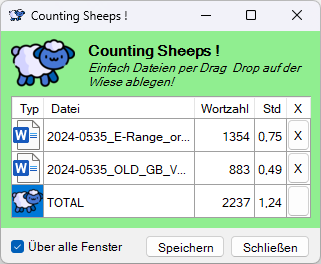 Counting Sheeps !
Counting Sheeps !
Einfach Dateien per Drag Drop auf der
Wiese ablegen!
Typ Datei Wortzahl Std X
W 2024-0535_E-Range_or... 1354 0,75 X
W 2024-0535_OLD_GB_V... 883 0,49 X
TOTAL 2237 1,24
Über alle Fenster Speichern Schließen